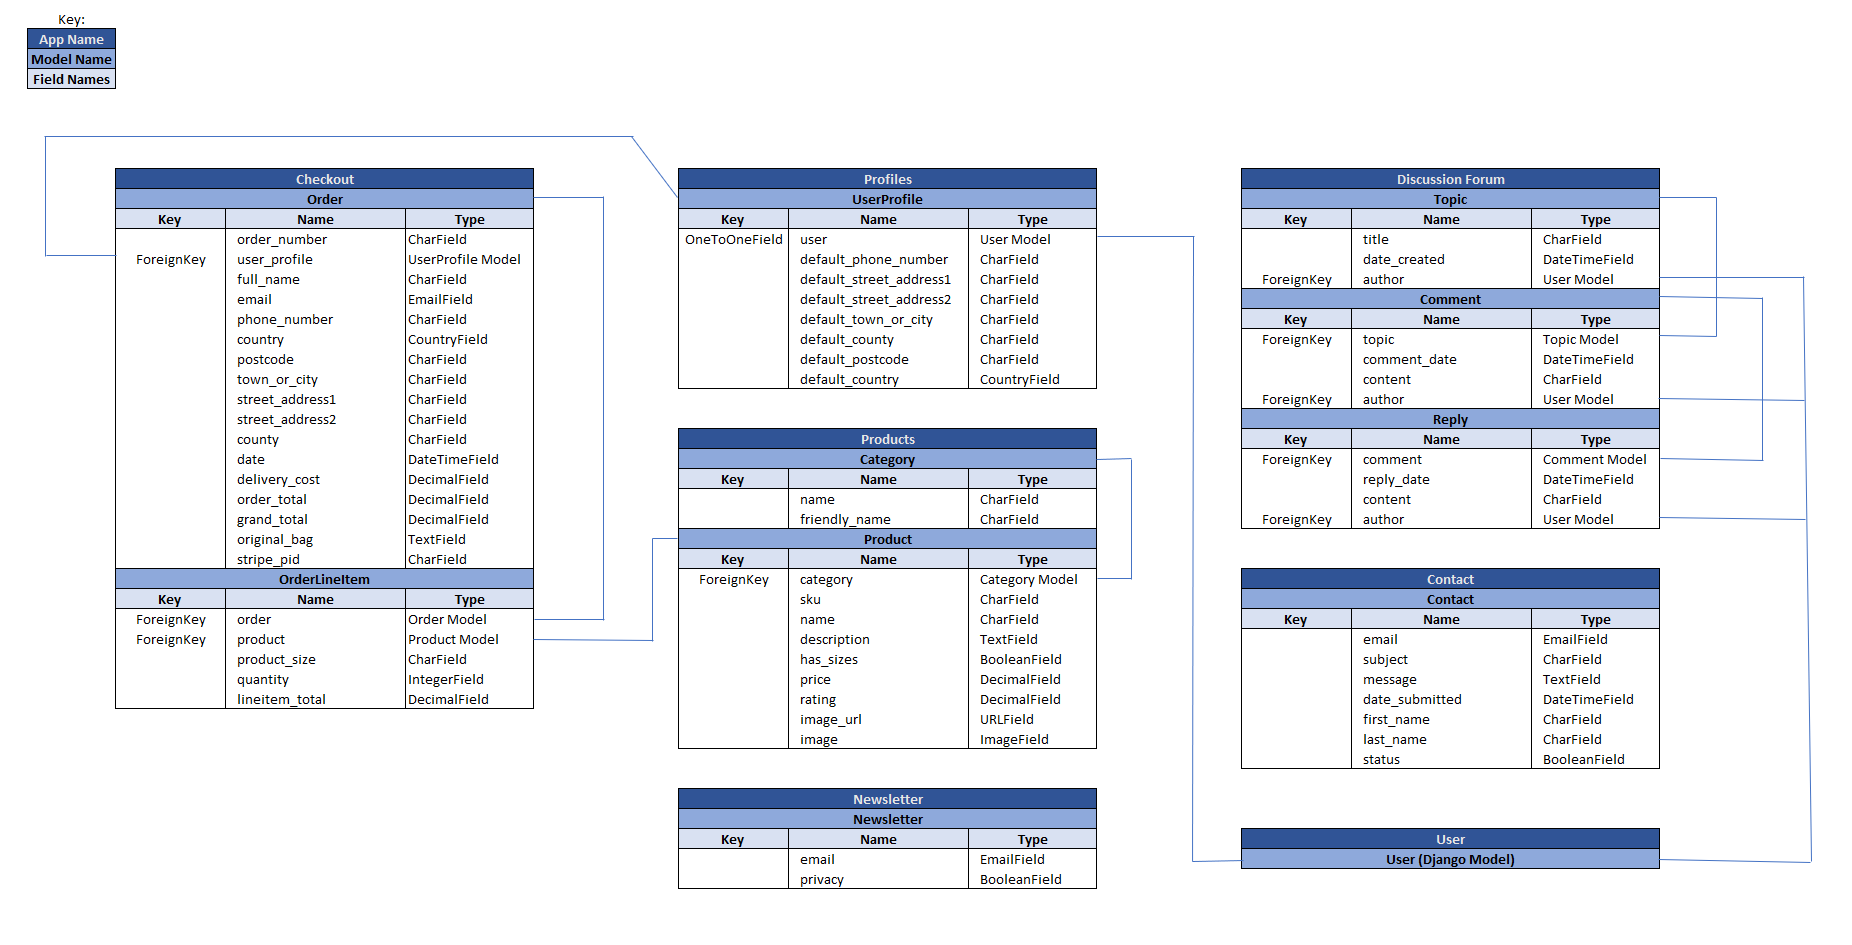 Key:
App Name
Model Name
Field Names
Checkout
Order
Key Name Type
order_number CharField
ForeignKey user_profile UserProfile Model
full_name CharField
email EmailField
phone_number CharField
country CountryField
postcode CharField
town_or_city CharField
street_address1 CharField
street_address2 CharField
county CharField
date DateTimeField
delivery_cost DecimalField
order_total DecimalField
grand_total DecimalField
original_bag TextField
stripe_pid CharField
OrderLineItem
Key Name Type
ForeignKey order Order Model
ForeignKey product Product Model
product_size CharField
quantity IntegerField
lineitem_total DecimalField
Profiles
UserProfile
Key Name Type
OneToOneField user User Model
default_phone_number CharField
default_street_address1 CharField
default_street_address2 CharField
default_town_or_city CharField
default_county CharField
default_postcode CharField
default_country CountryField
Products
Category
Key Name Type
name CharField
friendly_name CharField
Product
Key Name Type
ForeignKey category Category Model
sku CharField
name CharField
description TextField
has_sizes BooleanField
price DecimalField
rating DecimalField
image_url URLField
image ImageField
Newsletter
Newsletter
Key Name Type
email EmailField
privacy BooleanField
Discussion Forum
Topic
Key Name Type
title CharField
date_created DateTimeField
ForeignKey author User Model
Comment
Key Name Type
ForeignKey topic Topic Model
comment_date DateTimeField
content CharField
ForeignKey author User Model
Reply
Key Name Type
ForeignKey comment Comment Model
reply_date DateTimeField
content CharField
ForeignKey author User Model
Contact
Contact
Key Name Type
email EmailField
subject CharField
message TextField
date_submitted DateTimeField
first_name CharField
last_name CharField
status BooleanField
User
User (Django Model)